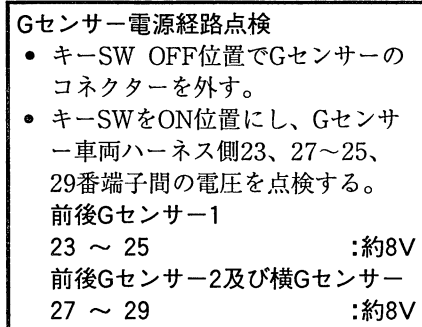 Gセンサー電源経路点検
• キーSW OFF位置でGセンサーの
コネクターを外す。
• キーSWをON位置にし、Gセンサ
ー車両ハーネス側23、27～25、
29番端子間の電圧を点検する。
前後Gセンサー1
23 ～ 25 :約8V
前後Gセンサー2及び横Gセンサー
27 ～ 29 :約8V